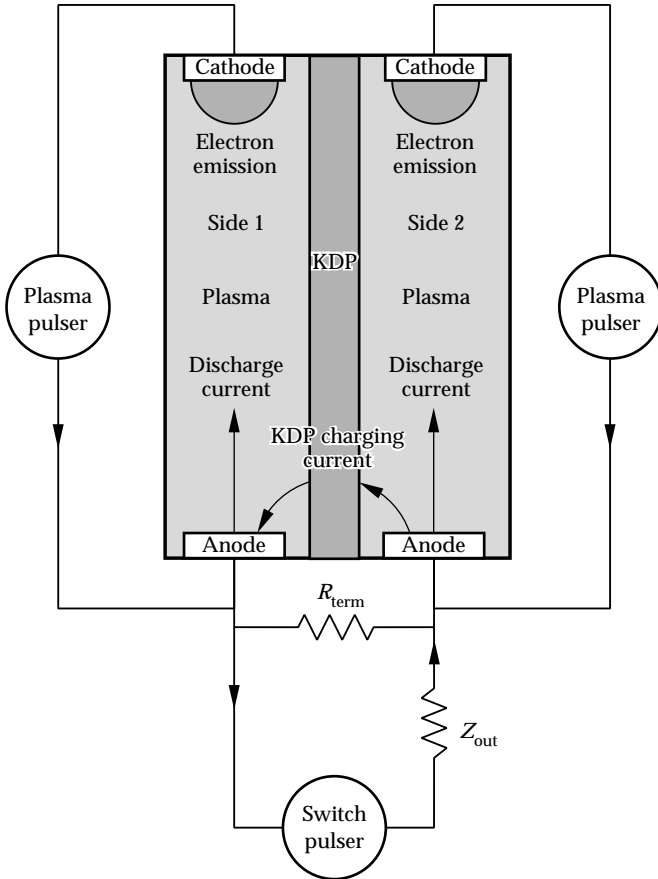 Cathode
Cathode
Electron
emission
Electron
emission
Side 1
Side 2
KDP
Plasma
pulser
Plasma
Plasma
Plasma
pulser
Discharge
current
Discharge
current
KDP charging
current
Anode
Anode
R_term
Z_out
Switch
pulser